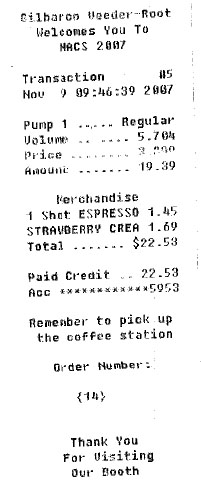 Gilbarco Veeder-Root
Welcomes You To
NACS 2007
Transaction #5
Nov 9 09:46:39 2007
Pump 1 ..... Regular
Volume .. ..... 5.704
Price ........
Amount ....... 19.39
Merchandise
1 Shot ESPRESSO 1.45
STRAWBERRY CREA 1.69
Total ....... $22.53
Paid Credit .. 22.53
Acc ************5953
Remember to pick up
the coffee station
Order Number:
{14}
Thank You
For Visiting
Our Booth